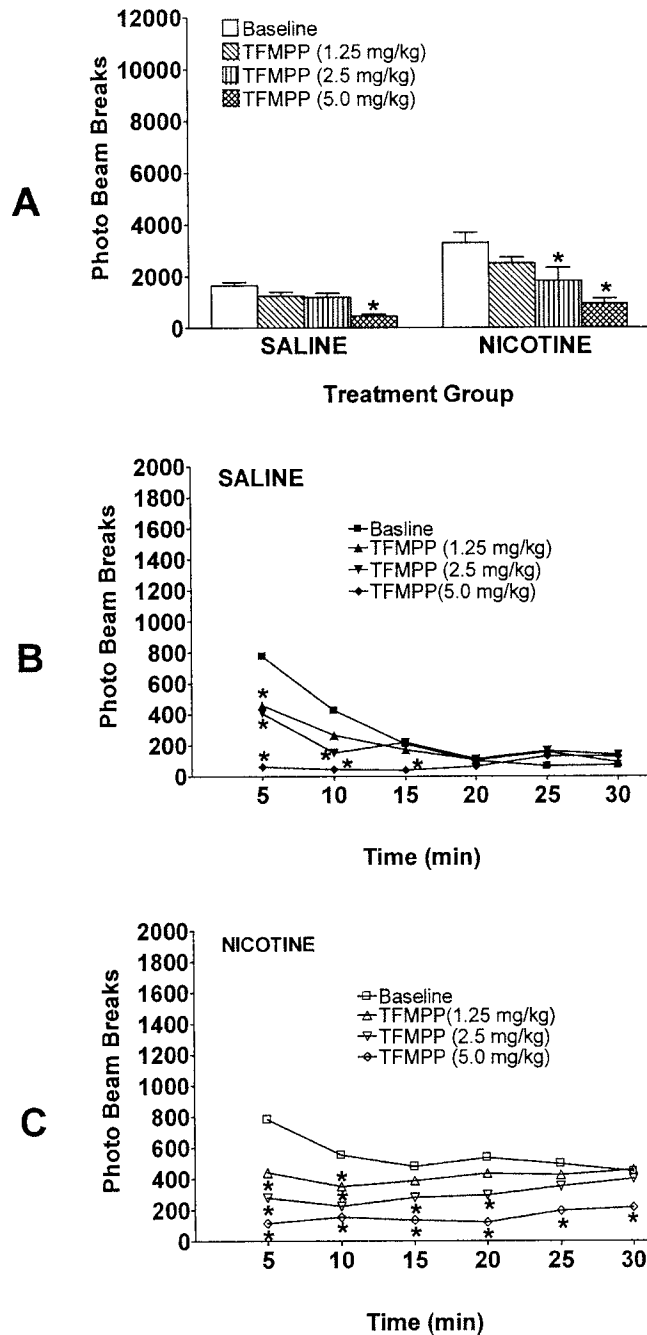 A
Photo Beam Breaks
12000
10000
8000
6000
4000
2000
0
Baseline
TFMPP (1.25 mg/kg)
TFMPP (2.5 mg/kg)
TFMPP (5.0 mg/kg)
*
*
*
SALINE
NICOTINE
Treatment Group
B
Photo Beam Breaks
2000
1800
1600
1400
1200
1000
800
600
400
200
0
SALINE
Basline
TFMPP (1.25 mg/kg)
TFMPP (2.5 mg/kg)
TFMPP(5.0 mg/kg)
*
*
*
*
*
*
5 10 15 20 25 30
Time (min)
C
Photo Beam Breaks
2000
1800
1600
1400
1200
1000
800
600
400
200
0
NICOTINE
Baseline
TFMPP(1.25 mg/kg)
TFMPP (2.5 mg/kg)
TFMPP (5.0 mg/kg)
* *
*
* * * *
* * * * * *
5 10 15 20 25 30
Time (min)